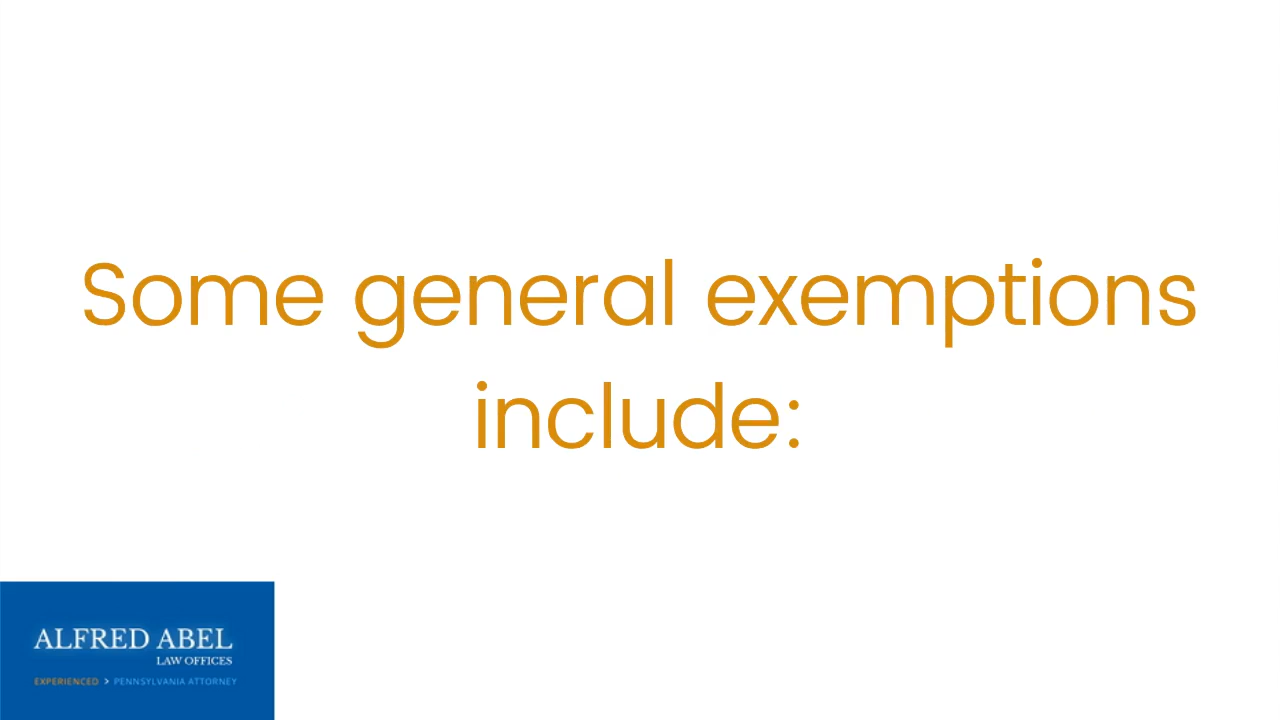 Some general exemptions
include:
ALFRED ABEL
LAW OFFICES
EXPERIENCED > PENNSYLVANIA ATTORNEY